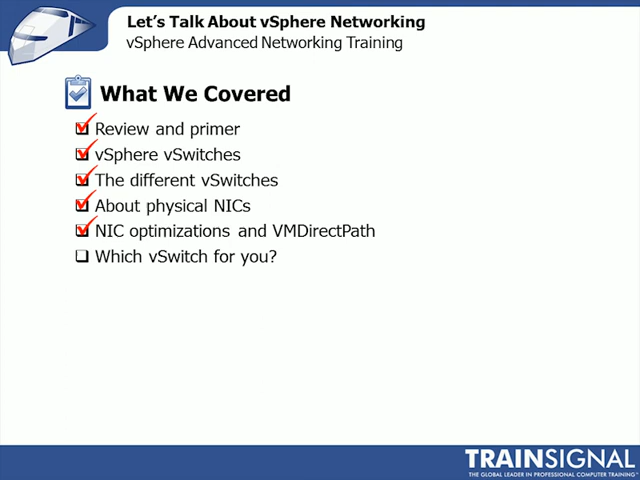 Let's Talk About vSphere Networking
vSphere Advanced Networking Training
What We Covered
Review and primer
vSphere vSwitches
The different vSwitches
About physical NICs
NIC optimizations and VMDirectPath
Which vSwitch for you?
TRAINSIGNAL
THE GLOBAL LEADER IN PROFESSIONAL COMPUTER TRAINING